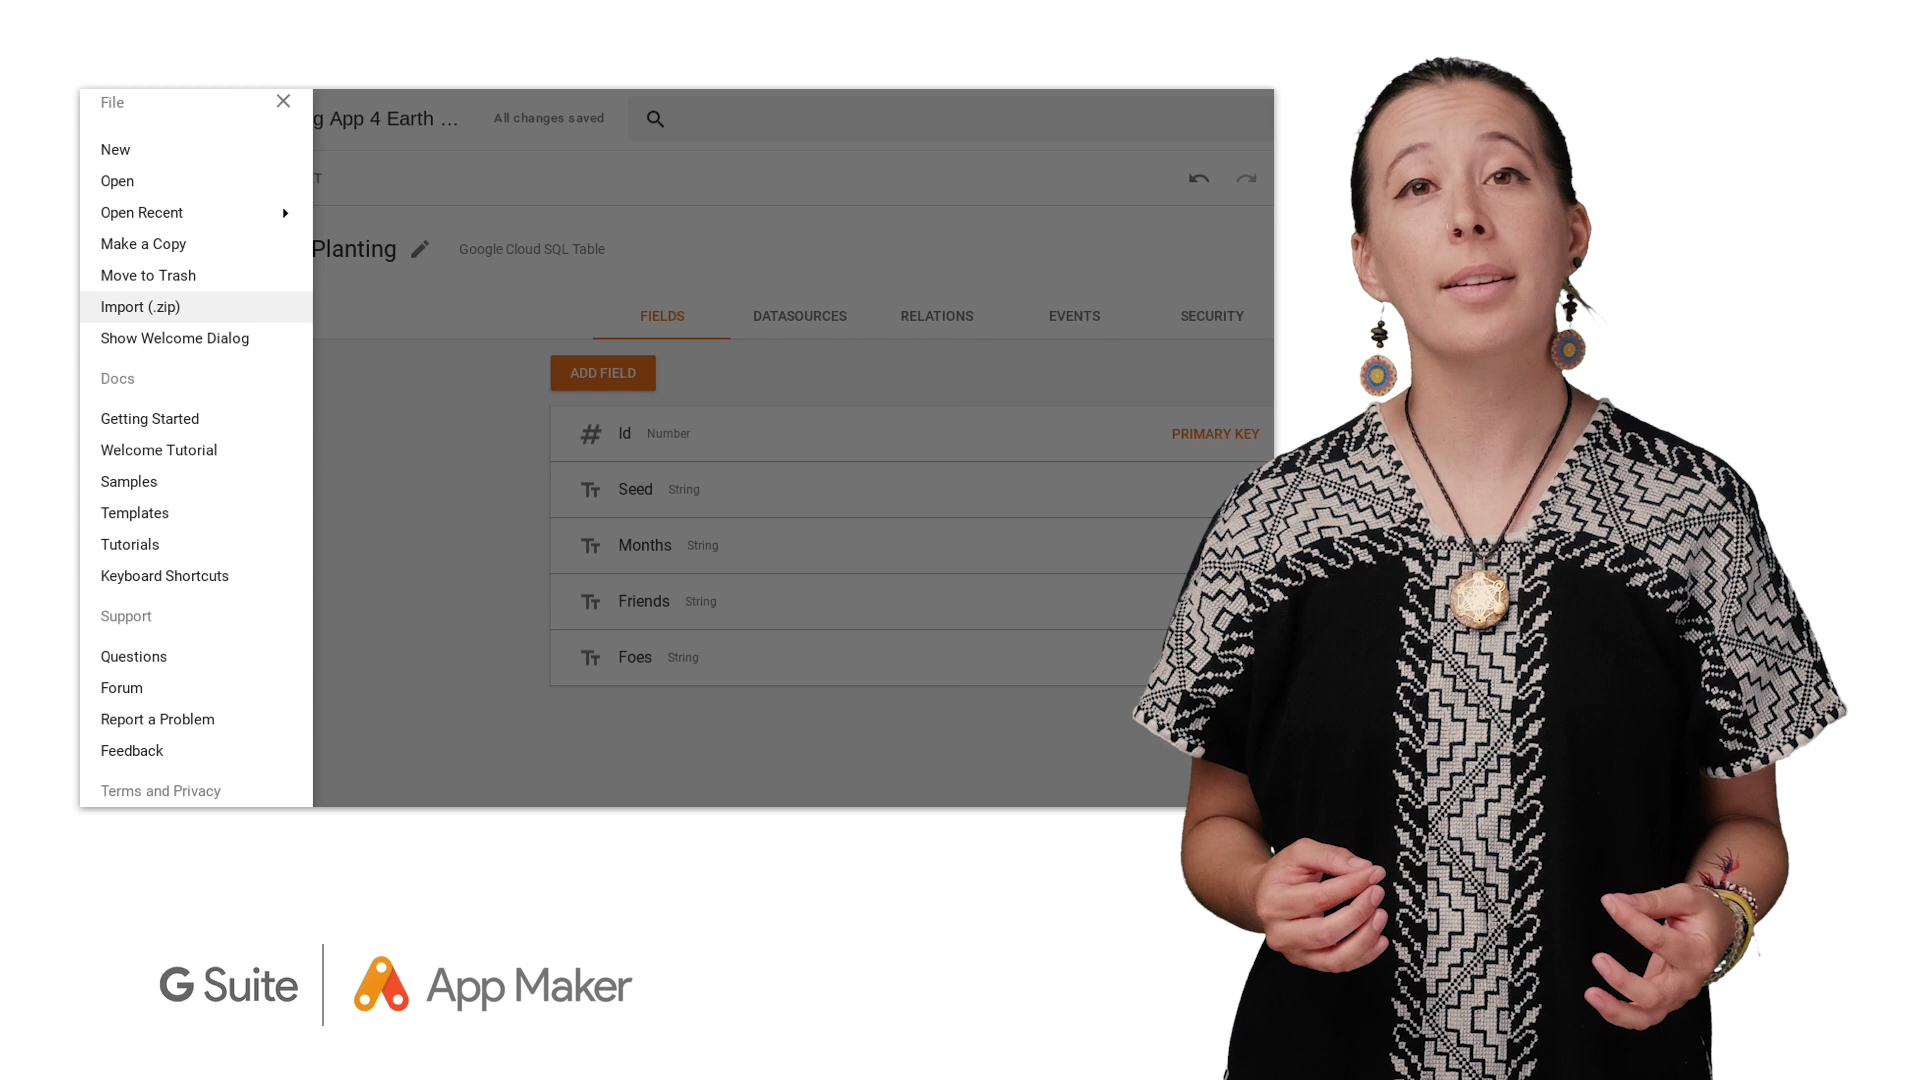 File
New
Open
Open Recent
Make a Copy
Move to Trash
Import (.zip)
Show Welcome Dialog
Docs
Getting Started
Welcome Tutorial
Samples
Templates
Tutorials
Keyboard Shortcuts
Support
Questions
Forum
Report a Problem
Feedback
Terms and Privacy
g App 4 Earth ...
All changes saved
T
Planting
Google Cloud SQL Table
FIELDS
DATASOURCES
RELATIONS
EVENTS
SECURITY
ADD FIELD
Id Number PRIMARY KEY
Seed String
Months String
Friends String
Foes String
G Suite
App Maker